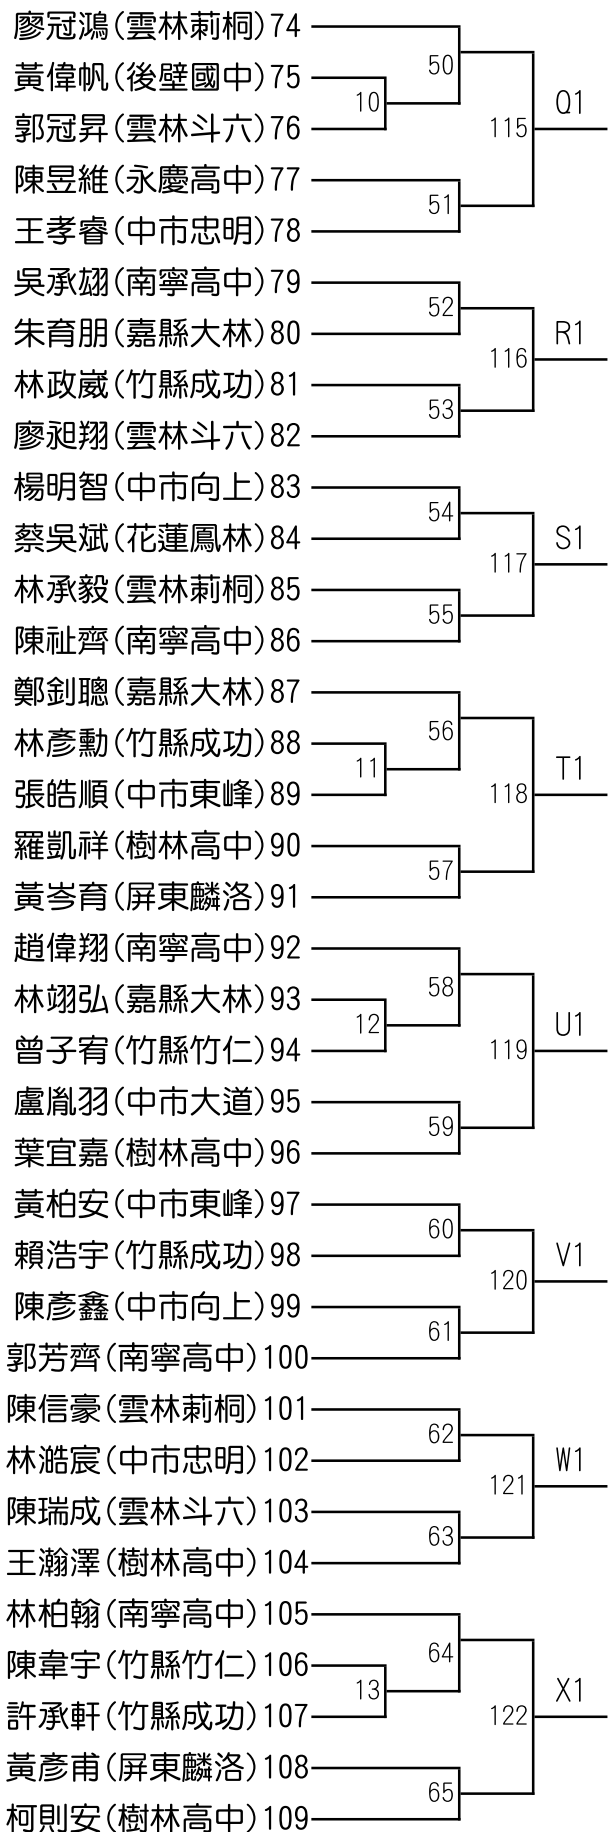 廖冠鴻(雲林莿桐)74
50
黃偉帆(後壁國中)75
10
115
Q1
郭冠昇(雲林斗六)76
陳昱維(永慶高中)77
51
王孝睿(中市忠明)78
吳承翃(南寧高中)79
52
朱育朋(嘉縣大林)80
116
R1
林政崴(竹縣成功)81
53
廖昶翔(雲林斗六)82
楊明智(中市向上)83
54
蔡吳斌(花蓮鳳林)84
117
S1
林承毅(雲林莿桐)85
55
陳祉齊(南寧高中)86
鄭釗聰(嘉縣大林)87
56
林彥勳(竹縣成功)88
11
118
T1
張皓順(中市東峰)89
羅凱祥(樹林高中)90
57
黃岑育(屏東麟洛)91
趙偉翔(南寧高中)92
58
林翊弘(嘉縣大林)93
12
119
U1
曾子宥(竹縣竹仁)94
盧胤羽(中市大道)95
59
葉宜嘉(樹林高中)96
黃柏安(中市東峰)97
60
賴浩宇(竹縣成功)98
120
V1
陳彥鑫(中市向上)99
61
郭芳齊(南寧高中)100
陳信豪(雲林莿桐)101
62
林澔宸(中市忠明)102
121
W1
陳瑞成(雲林斗六)103
63
王瀚澤(樹林高中)104
林柏翰(南寧高中)105
64
陳韋宇(竹縣竹仁)106
13
122
X1
許承軒(竹縣成功)107
黃彥甫(屏東麟洛)108
65
柯則安(樹林高中)109